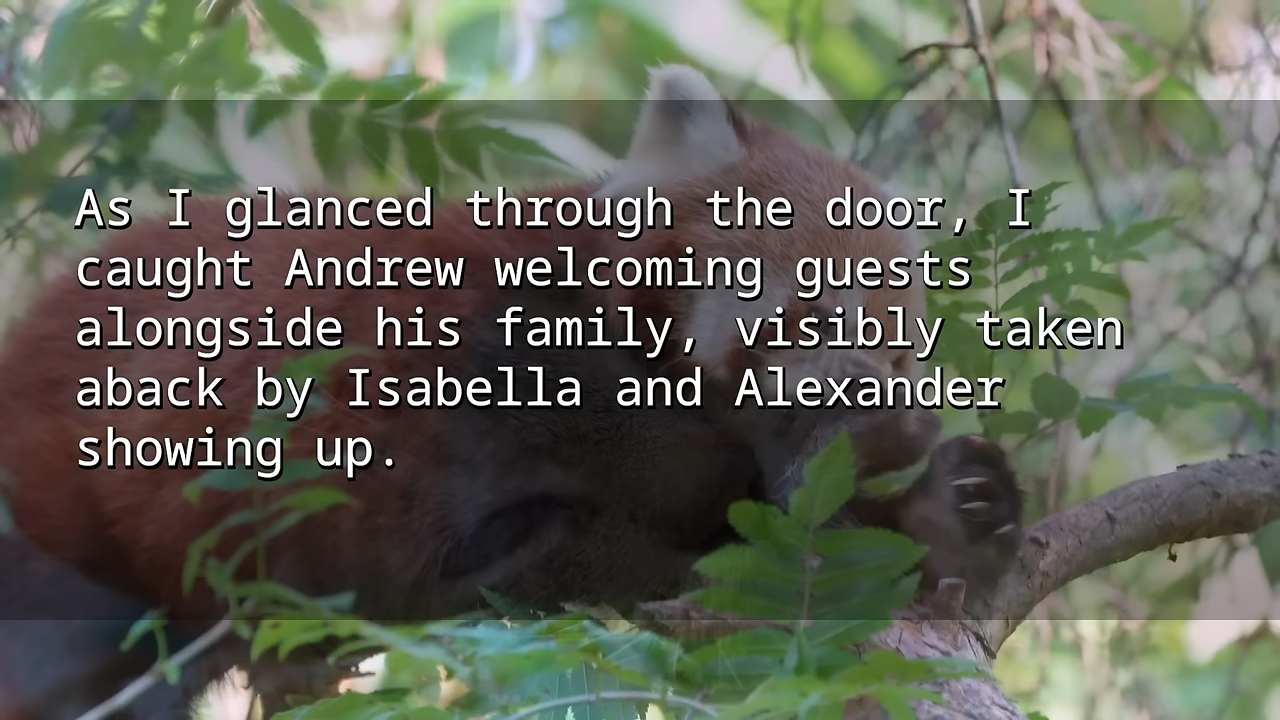 As I glanced through the door, I
caught Andrew welcoming guests
alongside his family, visibly taken
aback by Isabella and Alexander
showing up.